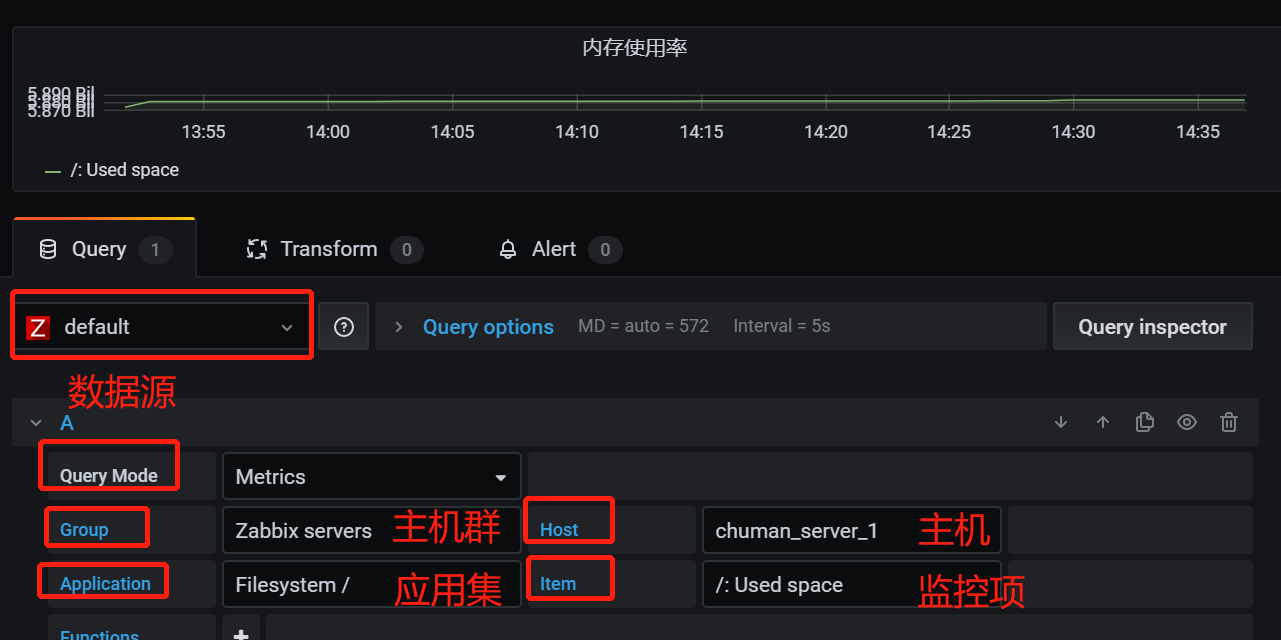 内存使用率
5.890 Bil
5.880 Bil
5.870 Bil
13:55 14:00 14:05 14:10 14:15 14:20 14:25 14:30 14:35
/: Used space
Query 1 Transform 0 Alert 0
Z default Query options MD = auto = 572 Interval = 5s Query inspector
数据源
A
Query Mode Metrics
Group Zabbix servers 主机群 Host chuman_server_1 主机
Application Filesystem / 应用集 Item /: Used space 监控项
Functions +